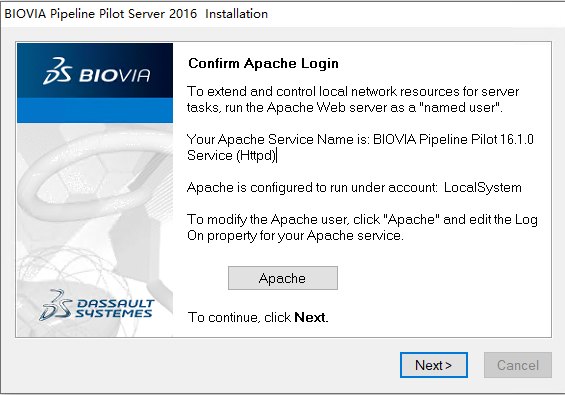 BIOVIA Pipeline Pilot Server 2016 Installation
BIOVIA
Confirm Apache Login
To extend and control local network resources for server
tasks, run the Apache Web server as a "named user".
Your Apache Service Name is: BIOVIA Pipeline Pilot 16.1.0
Service (Httpd)
Apache is configured to run under account: LocalSystem
To modify the Apache user, click "Apache" and edit the Log
On property for your Apache service.
Apache
DASSAULT
SYSTEMES
To continue, click Next.
Next>
Cancel